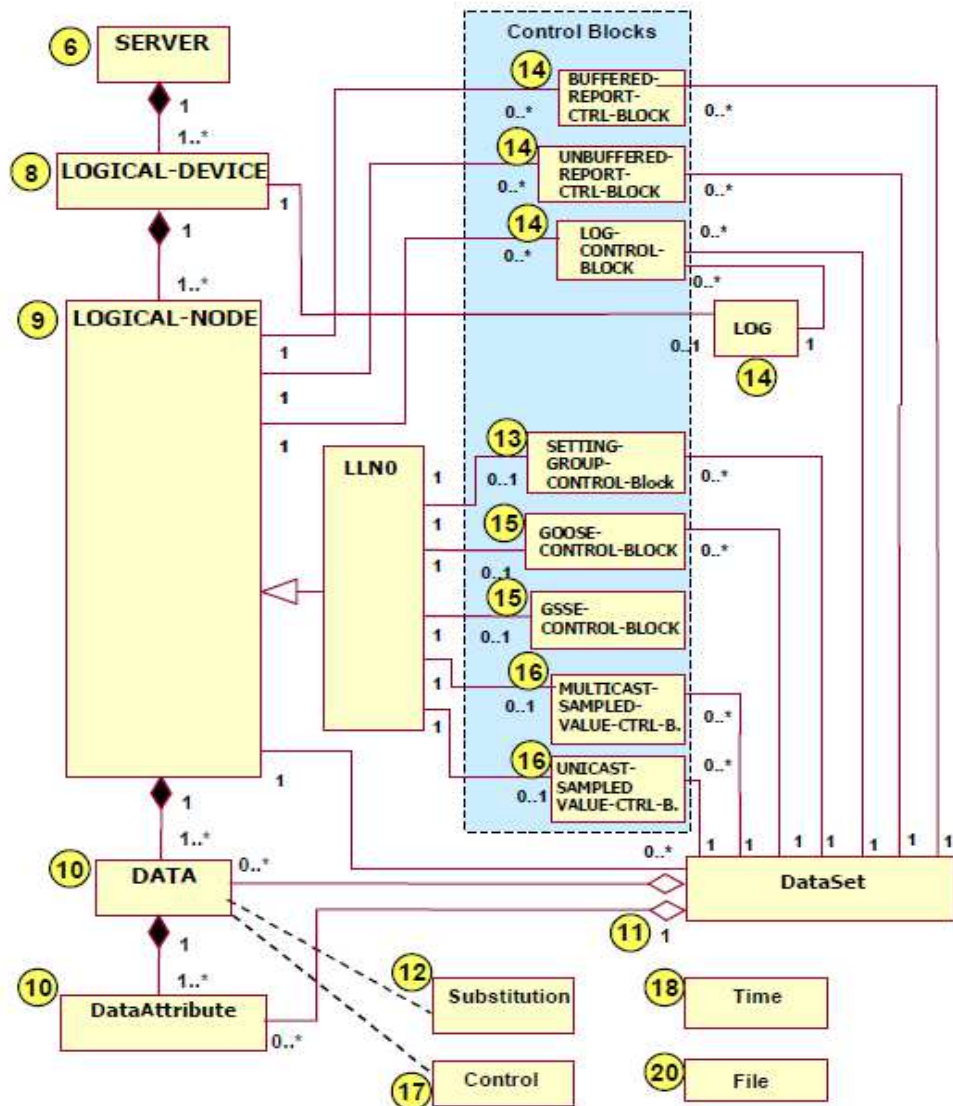 Control Blocks
6
SERVER
1
1..*
8
LOGICAL-DEVICE
1
1
1..*
9
LOGICAL-NODE
1
1
1
14
BUFFERED-
REPORT-
CTRL-BLOCK
0..*
0..*
14
UNBUFFERED-
REPORT-
CTRL-BLOCK
0..*
0..*
14
LOG-
CONTROL-
BLOCK
0..*
0..*
0..*
LOG
0..1
1
14
LLN0
1
1
1
1
1
13
SETTING-
GROUP-
CONTROL-Block
0..1
0..*
15
GOOSE-
CONTROL-BLOCK
0..1
0..*
15
GSSE-
CONTROL-BLOCK
0..1
16
MULTICAST-
SAMPLED-
VALUE-CTRL-B.
0..1
0..*
16
UNICAST-
SAMPLED
VALUE-CTRL-B.
0..1
0..*
1
1
1..*
0..*
0..*
1
1
1
1
1
1
1
10
DATA
DataSet
11
1
1
1..*
10
DataAttribute
0..*
12
Substitution
18
Time
17
Control
20
File